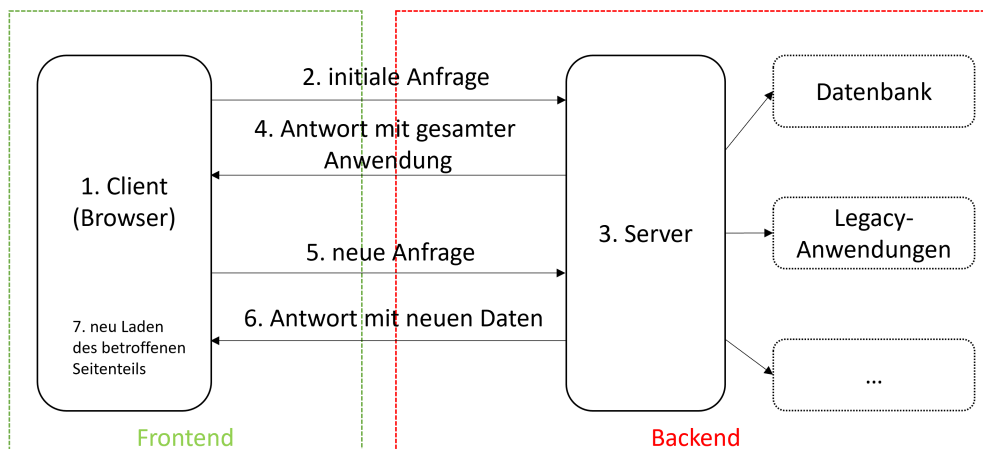 2. initiale Anfrage
4. Antwort mit gesamter
Anwendung
1. Client
(Browser)
5. neue Anfrage
6. Antwort mit neuen Daten
7. neu Laden
des betroffenen
Seitenteils
Frontend
3. Server
Datenbank
Legacy-
Anwendungen
...
Backend